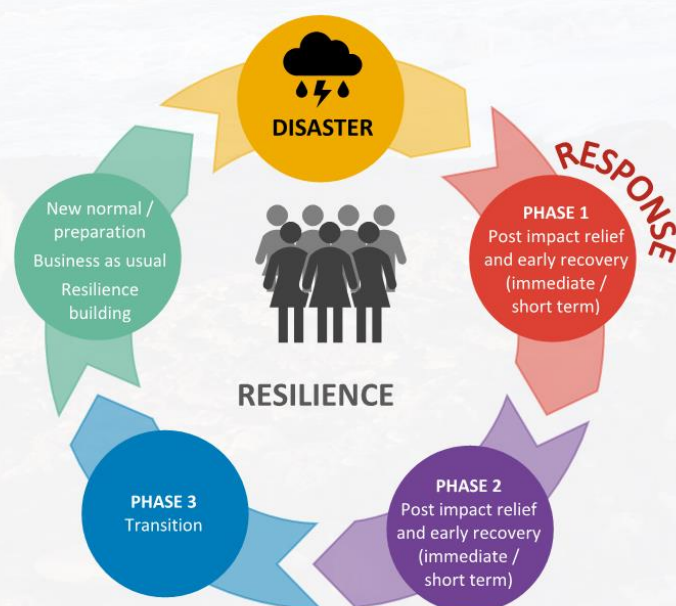 DISASTER
RESPONSE
PHASE 1
Post impact relief
and early recovery
(immediate /
short term)
PHASE 2
Post impact relief
and early recovery
(immediate /
short term)
PHASE 3
Transition
New normal /
preparation
Business as usual
Resilience
building
RESILIENCE